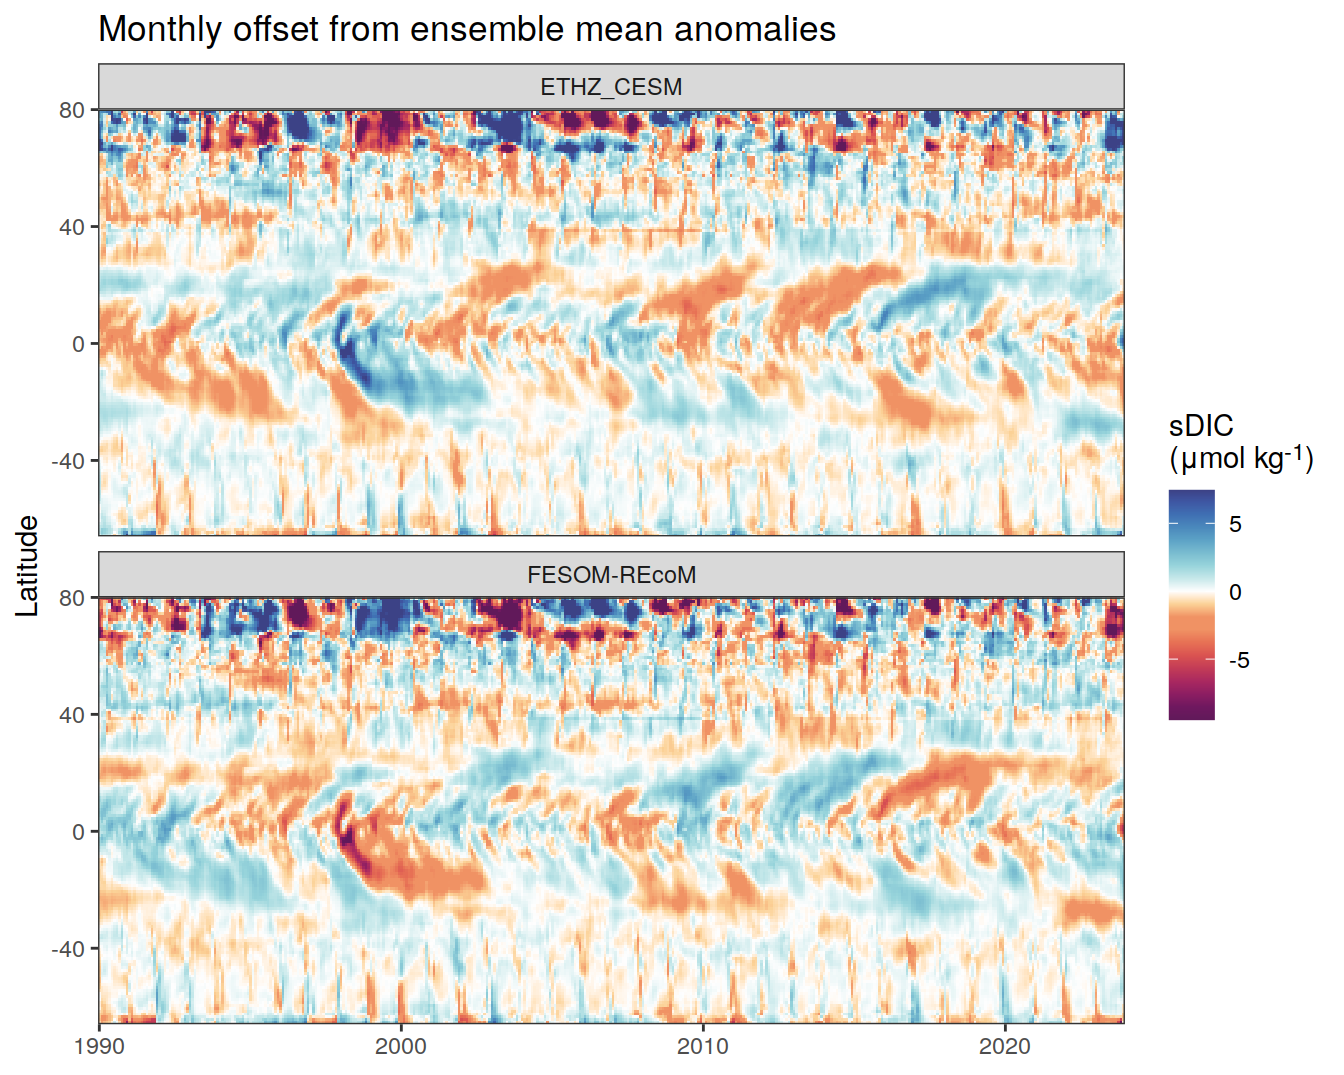 Monthly offset from ensemble mean anomalies
ETHZ_CESM
80
40
0
-40
FESOM-REcoM
80
40
0
-40
Latitude
1990
2000
2010
2020
sDIC
(µmol kg⁻¹)
5
0
-5